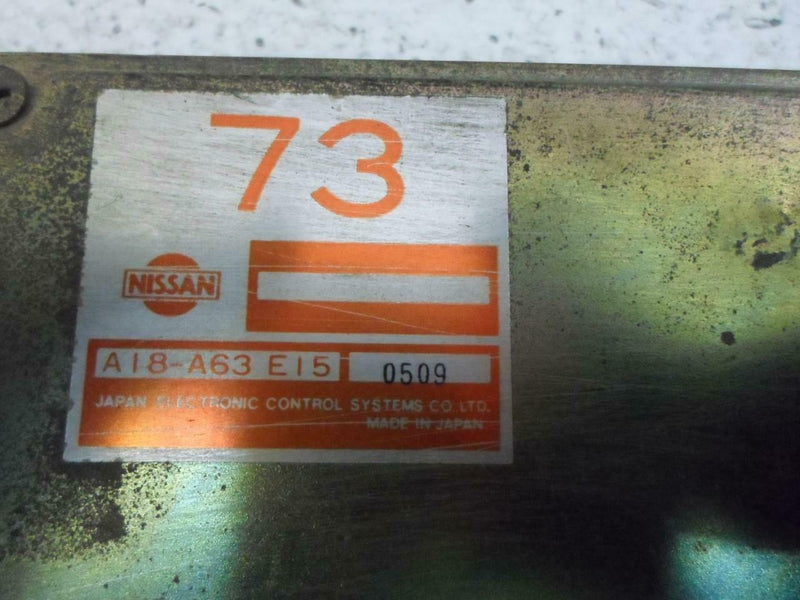 73
NISSAN
A18-A63 E15 0509
JAPAN ELECTRONIC CONTROL SYSTEMS CO. LTD.
MADE IN JAPAN